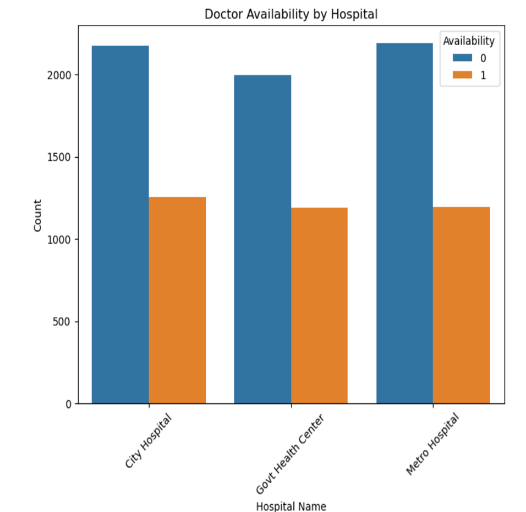 Doctor Availability by Hospital
Availability
0
1
2000
1500
1000
500
0
Count
City Hospital
Govt Health Center
Metro Hospital
Hospital Name